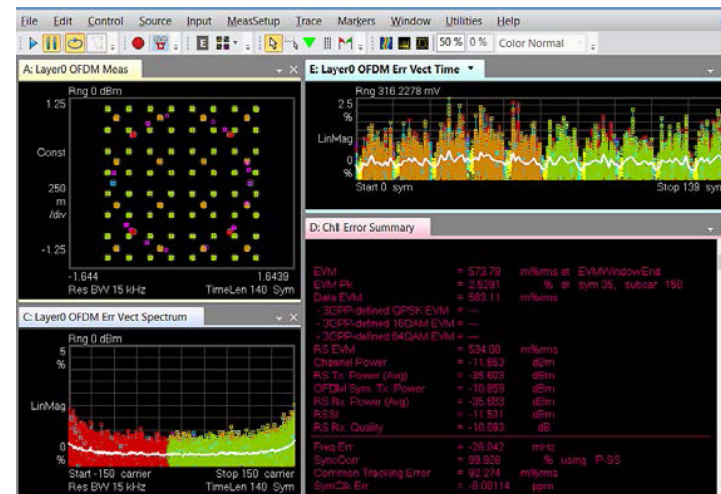 File Edit Control Source Input MeasSetup Trace Markers Window Utilities Help
50 % 0 % Color Normal
A: Layer0 OFDM Meas
Rng 0 dBm
1.25
Const
250
m
/div
-1.25
-1.644 1.6439
Res BW 15 kHz TimeLen 140 Sym
C: Layer0 OFDM Err Vect Spectrum
Rng 0 dBm
5
%
LinMag
0
%
Start -150 carrier Stop 150 carrier
Res BW 15 kHz TimeLen 140 Sym
E: Layer0 OFDM Err Vect Time
Rng 316.2278 mV
2.5
%
LinMag
0
%
Start 0 sym Stop 139 sym
D: Ch1 Error Summary
EVM = 573.79 m%rms at EVMWindowEnd
EVM Pk = 2.5291 % at sym 35, subcar 150
Data EVM = 583.11 m%rms
- 3GPP-defined QPSK EVM = ---
- 3GPP-defined 16QAM EVM = ---
- 3GPP-defined 64QAM EVM = ---
RS EVM = 534.00 m%rms
Channel Power = -11.653 dBm
RS Tx. Power (Avg) = -35.603 dBm
OFDM Sym. Tx. Power = -10.859 dBm
RS Rx. Power (Avg) = -35.603 dBm
RSSI = -11.531 dBm
RS Rx. Quality = -10.093 dB
Freq Err = -26.042 mHz
SyncCorr = 99.926 % using P-SS
Common Tracking Error = 92.274 m%rms
SymClk Err = -0.00114 ppm